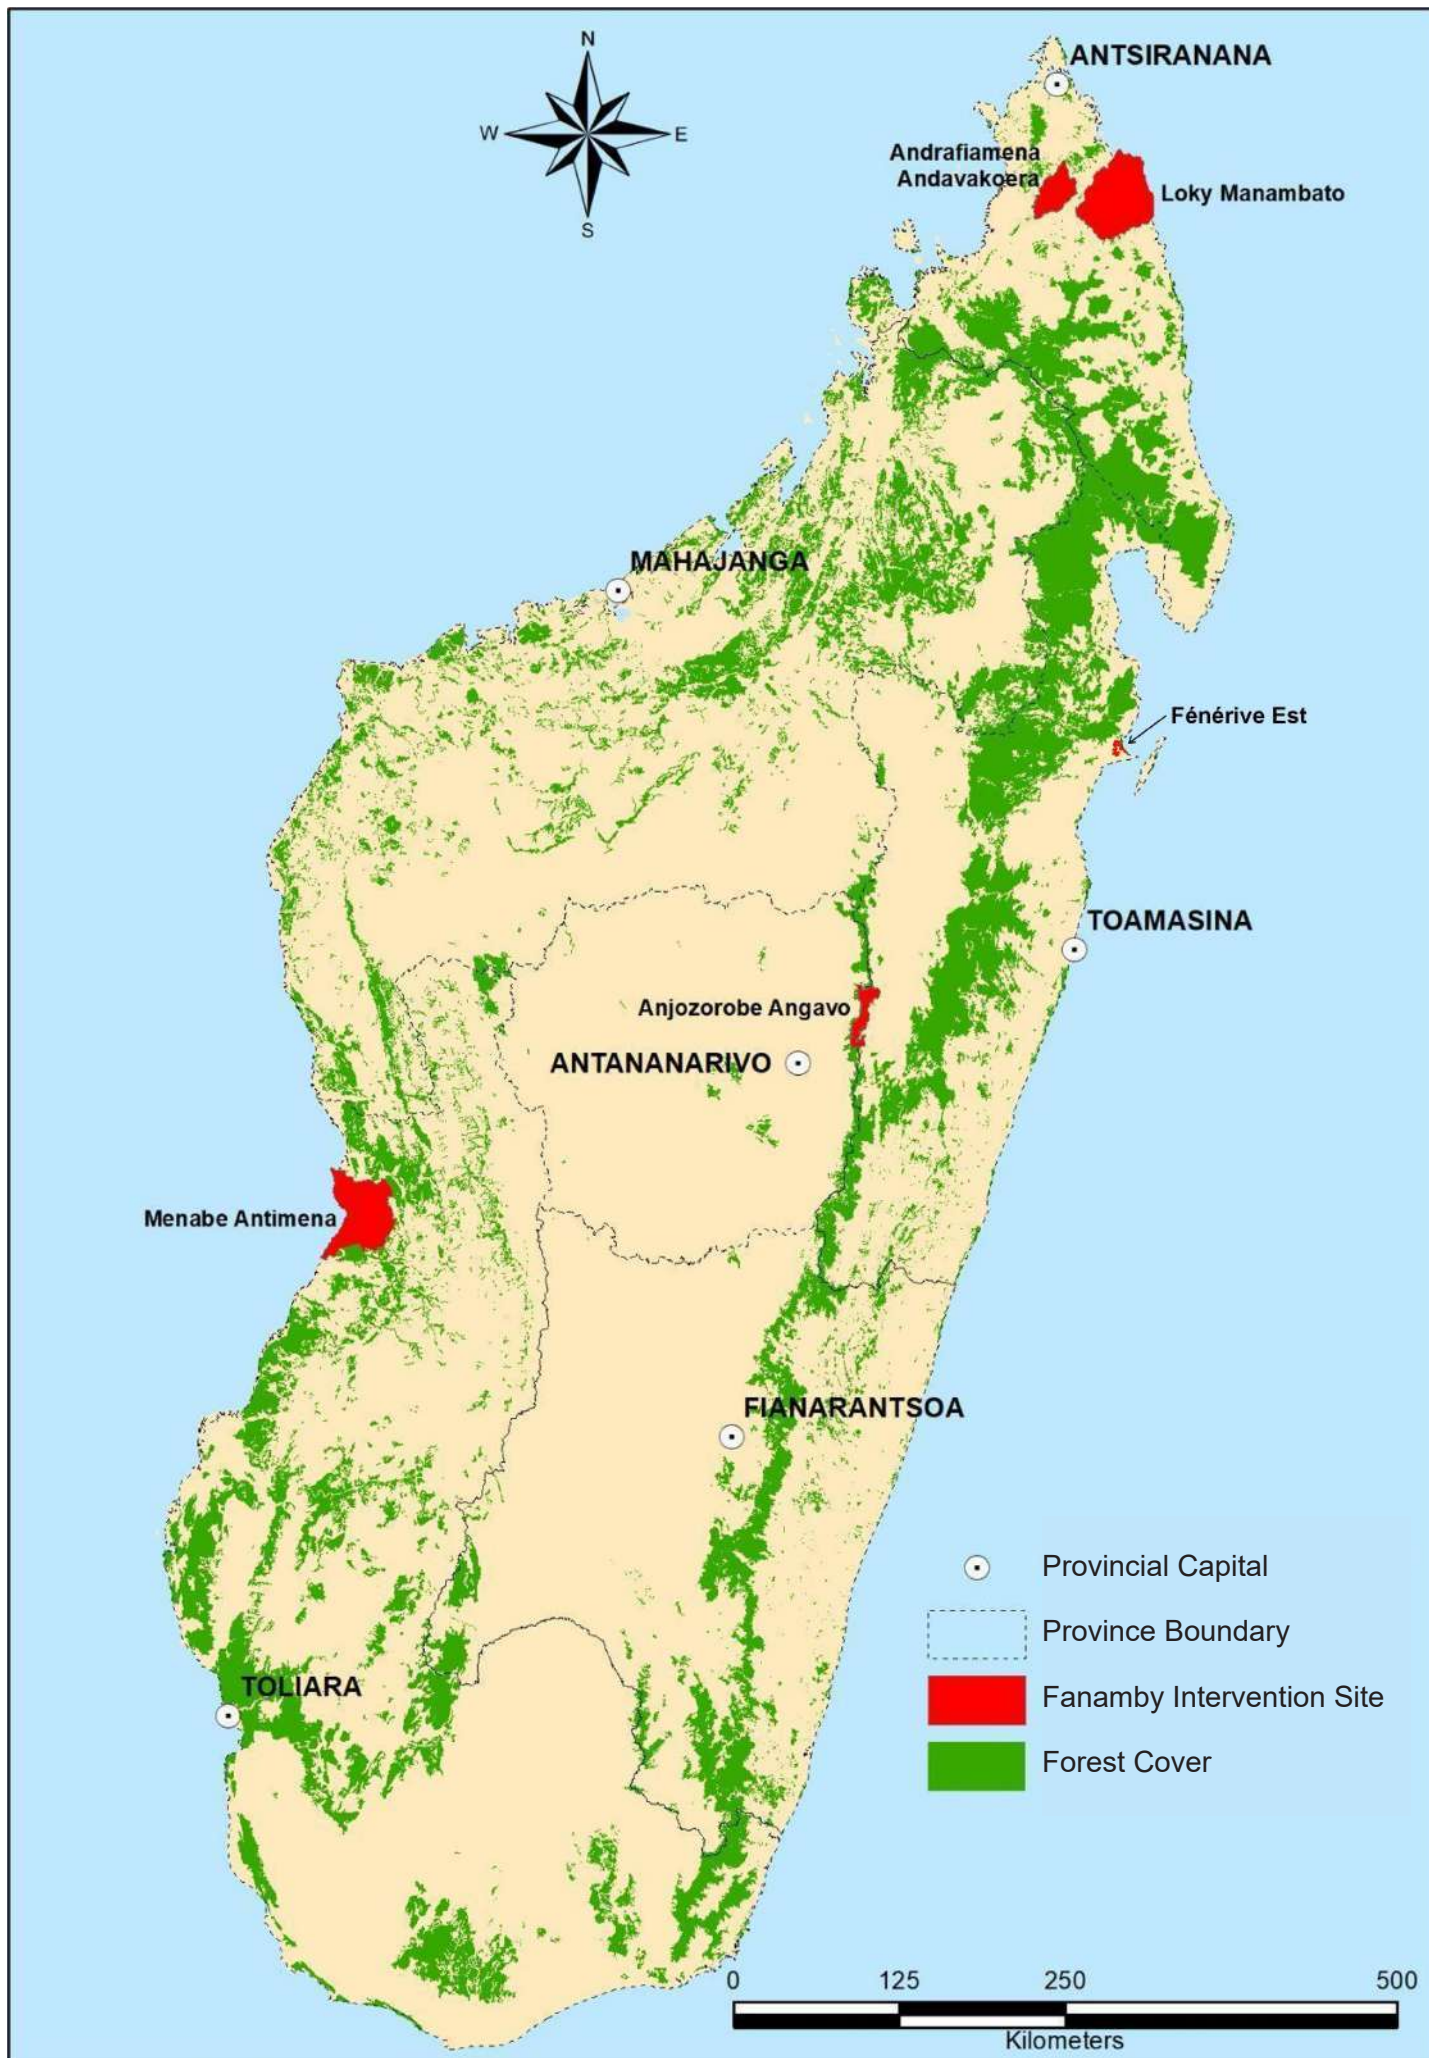 N
W E
S
ANTSIRANANA
Andrafiamena
Andavakoera
Loky Manambato
MAHAJANGA
Fénérive Est
TOAMASINA
Anjozorobe Angavo
ANTANANARIVO
Menabe Antimena
FIANARANTSOA
TOLIARA
Provincial Capital
Province Boundary
Fanamby Intervention Site
Forest Cover
0 125 250 500
Kilometers